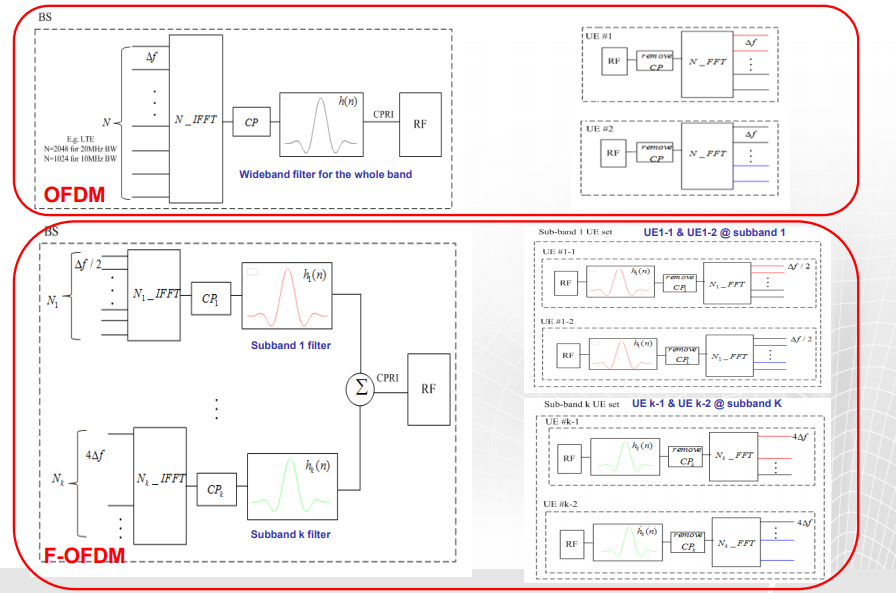 BS
Δf
N
N_IFFT
E.g. LTE
N=2048 for 20MHz BW
N=1024 for 10MHz BW
CP
h(n)
CPRI
RF
Wideband filter for the whole band
OFDM
UE #1
RF
remove
CP
N_FFT
Δf
UE #2
RF
remove
CP
N_FFT
Δf
BS
Δf / 2
N1
N1_IFFT
CP1
h1(n)
Subband 1 filter
Σ
CPRI
RF
4Δf
Nk
Nk_IFFT
CPk
hk(n)
Subband k filter
F-OFDM
Sub-band 1 UE set
UE1-1 & UE1-2 @ subband 1
UE #1-1
RF
h1(n)
remove
CP1
N1_FFT
Δf / 2
UE #1-2
RF
h1(n)
remove
CP1
N1_FFT
Δf / 2
Sub-band k UE set
UE k-1 & UE k-2 @ subband K
UE #k-1
RF
hk(n)
remove
CPk
Nk_FFT
4Δf
UE #k-2
RF
hk(n)
remove
CPk
Nk_FFT
4Δf